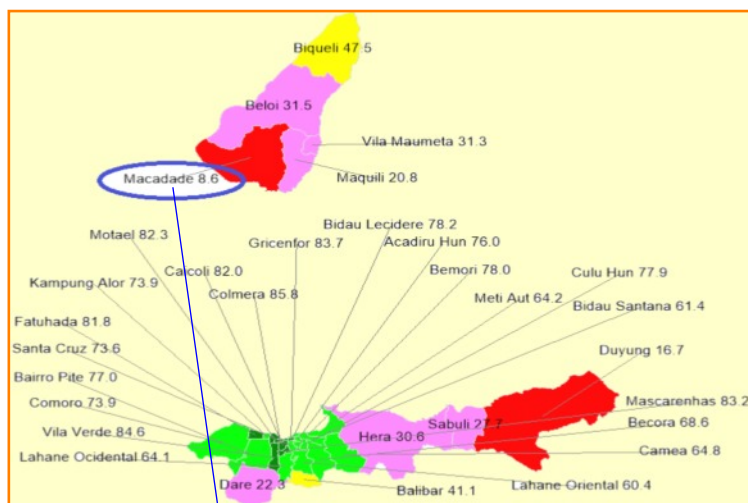 Biqueli 47.5
Beloi 31.5
Vila Maumeta 31.3
Maquili 20.8
Macadade 8.6
Bidau Lecidere 78.2
Motael 82.3
Gricenfor 83.7
Acadiru Hun 76.0
Caicoli 82.0
Bemori 78.0
Culu Hun 77.9
Kampung Alor 73.9
Colmera 85.8
Meti Aut 64.2
Bidau Santana 61.4
Fatuhada 81.8
Santa Cruz 73.6
Duyung 16.7
Bairro Pite 77.0
Mascarenhas 83.2
Comoro 73.9
Sabuli 27.7
Becora 68.6
Vila Verde 84.6
Hera 30.6
Lahane Ocidental 64.1
Camea 64.8
Dare 22.3
Balibar 41.1
Lahane Oriental 60.4